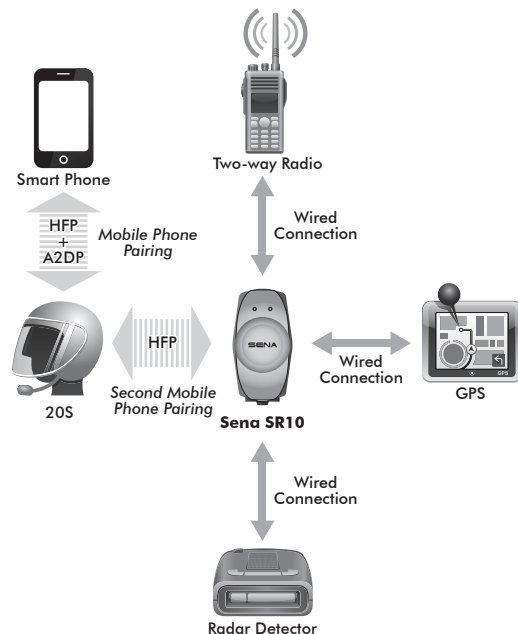 Two-way Radio
Smart Phone
Wired
Connection
HFP
+
A2DP
Mobile Phone
Pairing
SENA
HFP
Wired
Connection
GPS
GPS
Second Mobile
Phone Pairing
20S
Sena SR10
Wired
Connection
Radar Detector